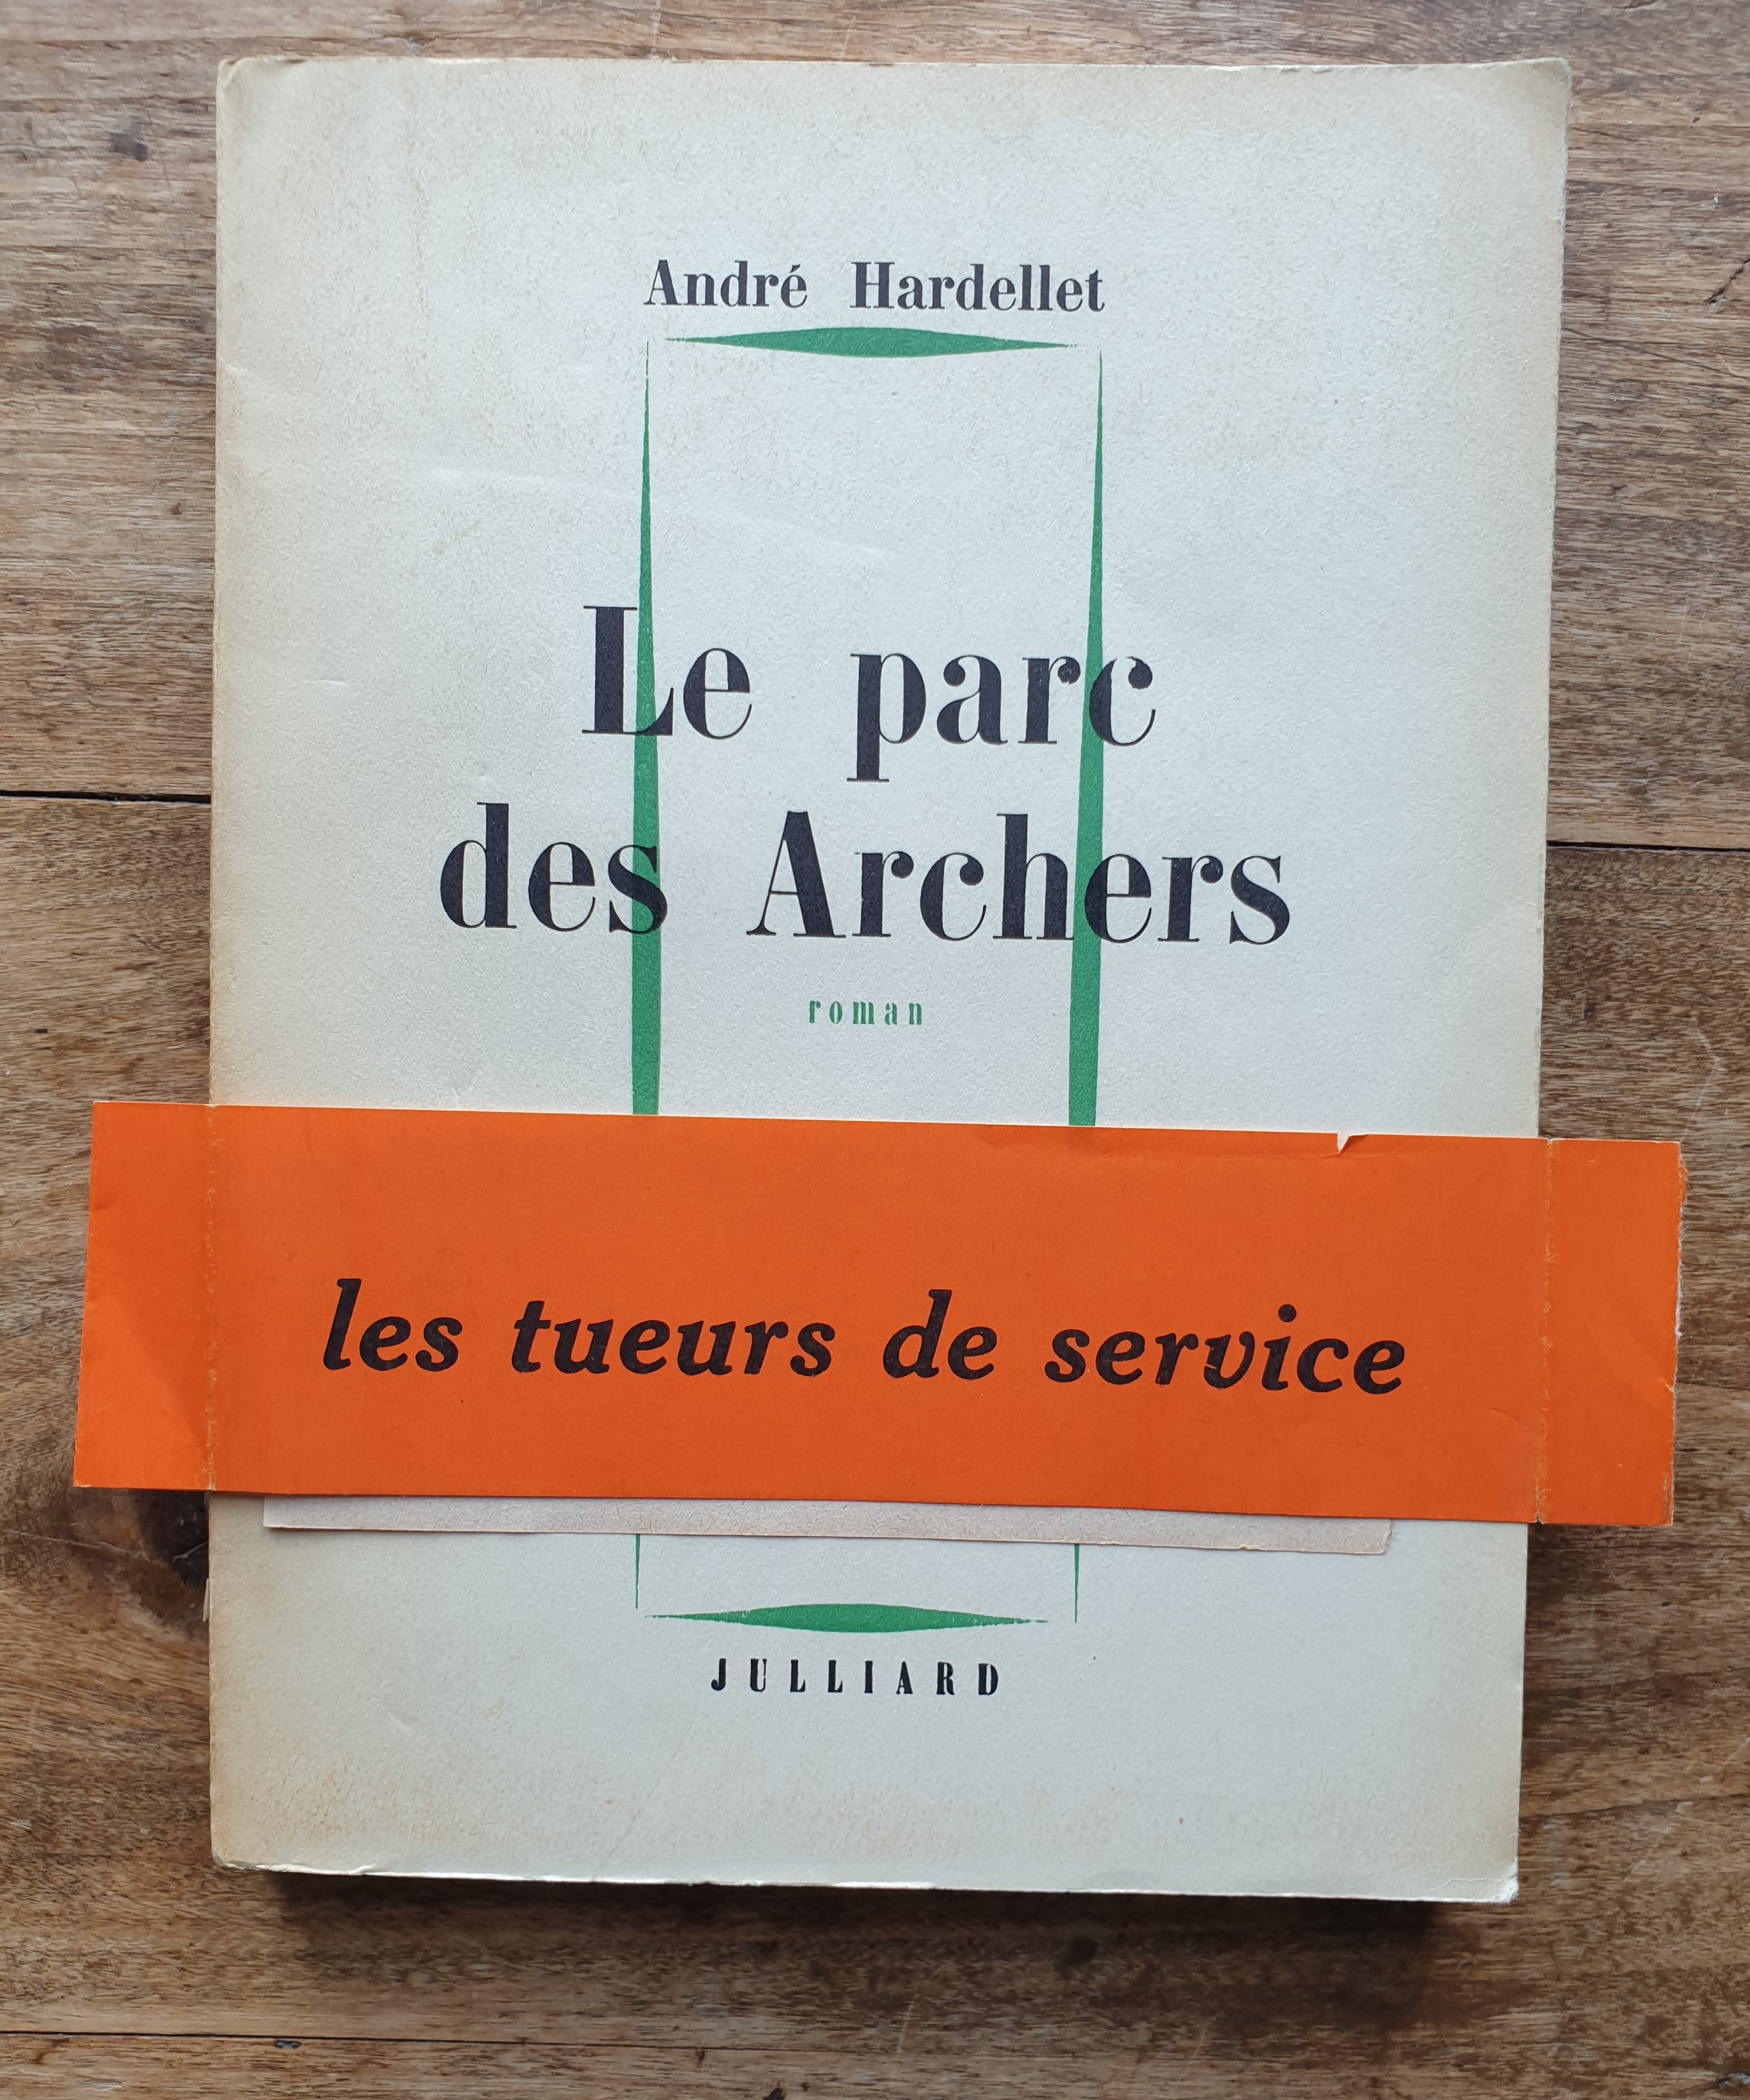 André Hardellet
Le parc
des Archers
roman
les tueurs de service
JULLIARD